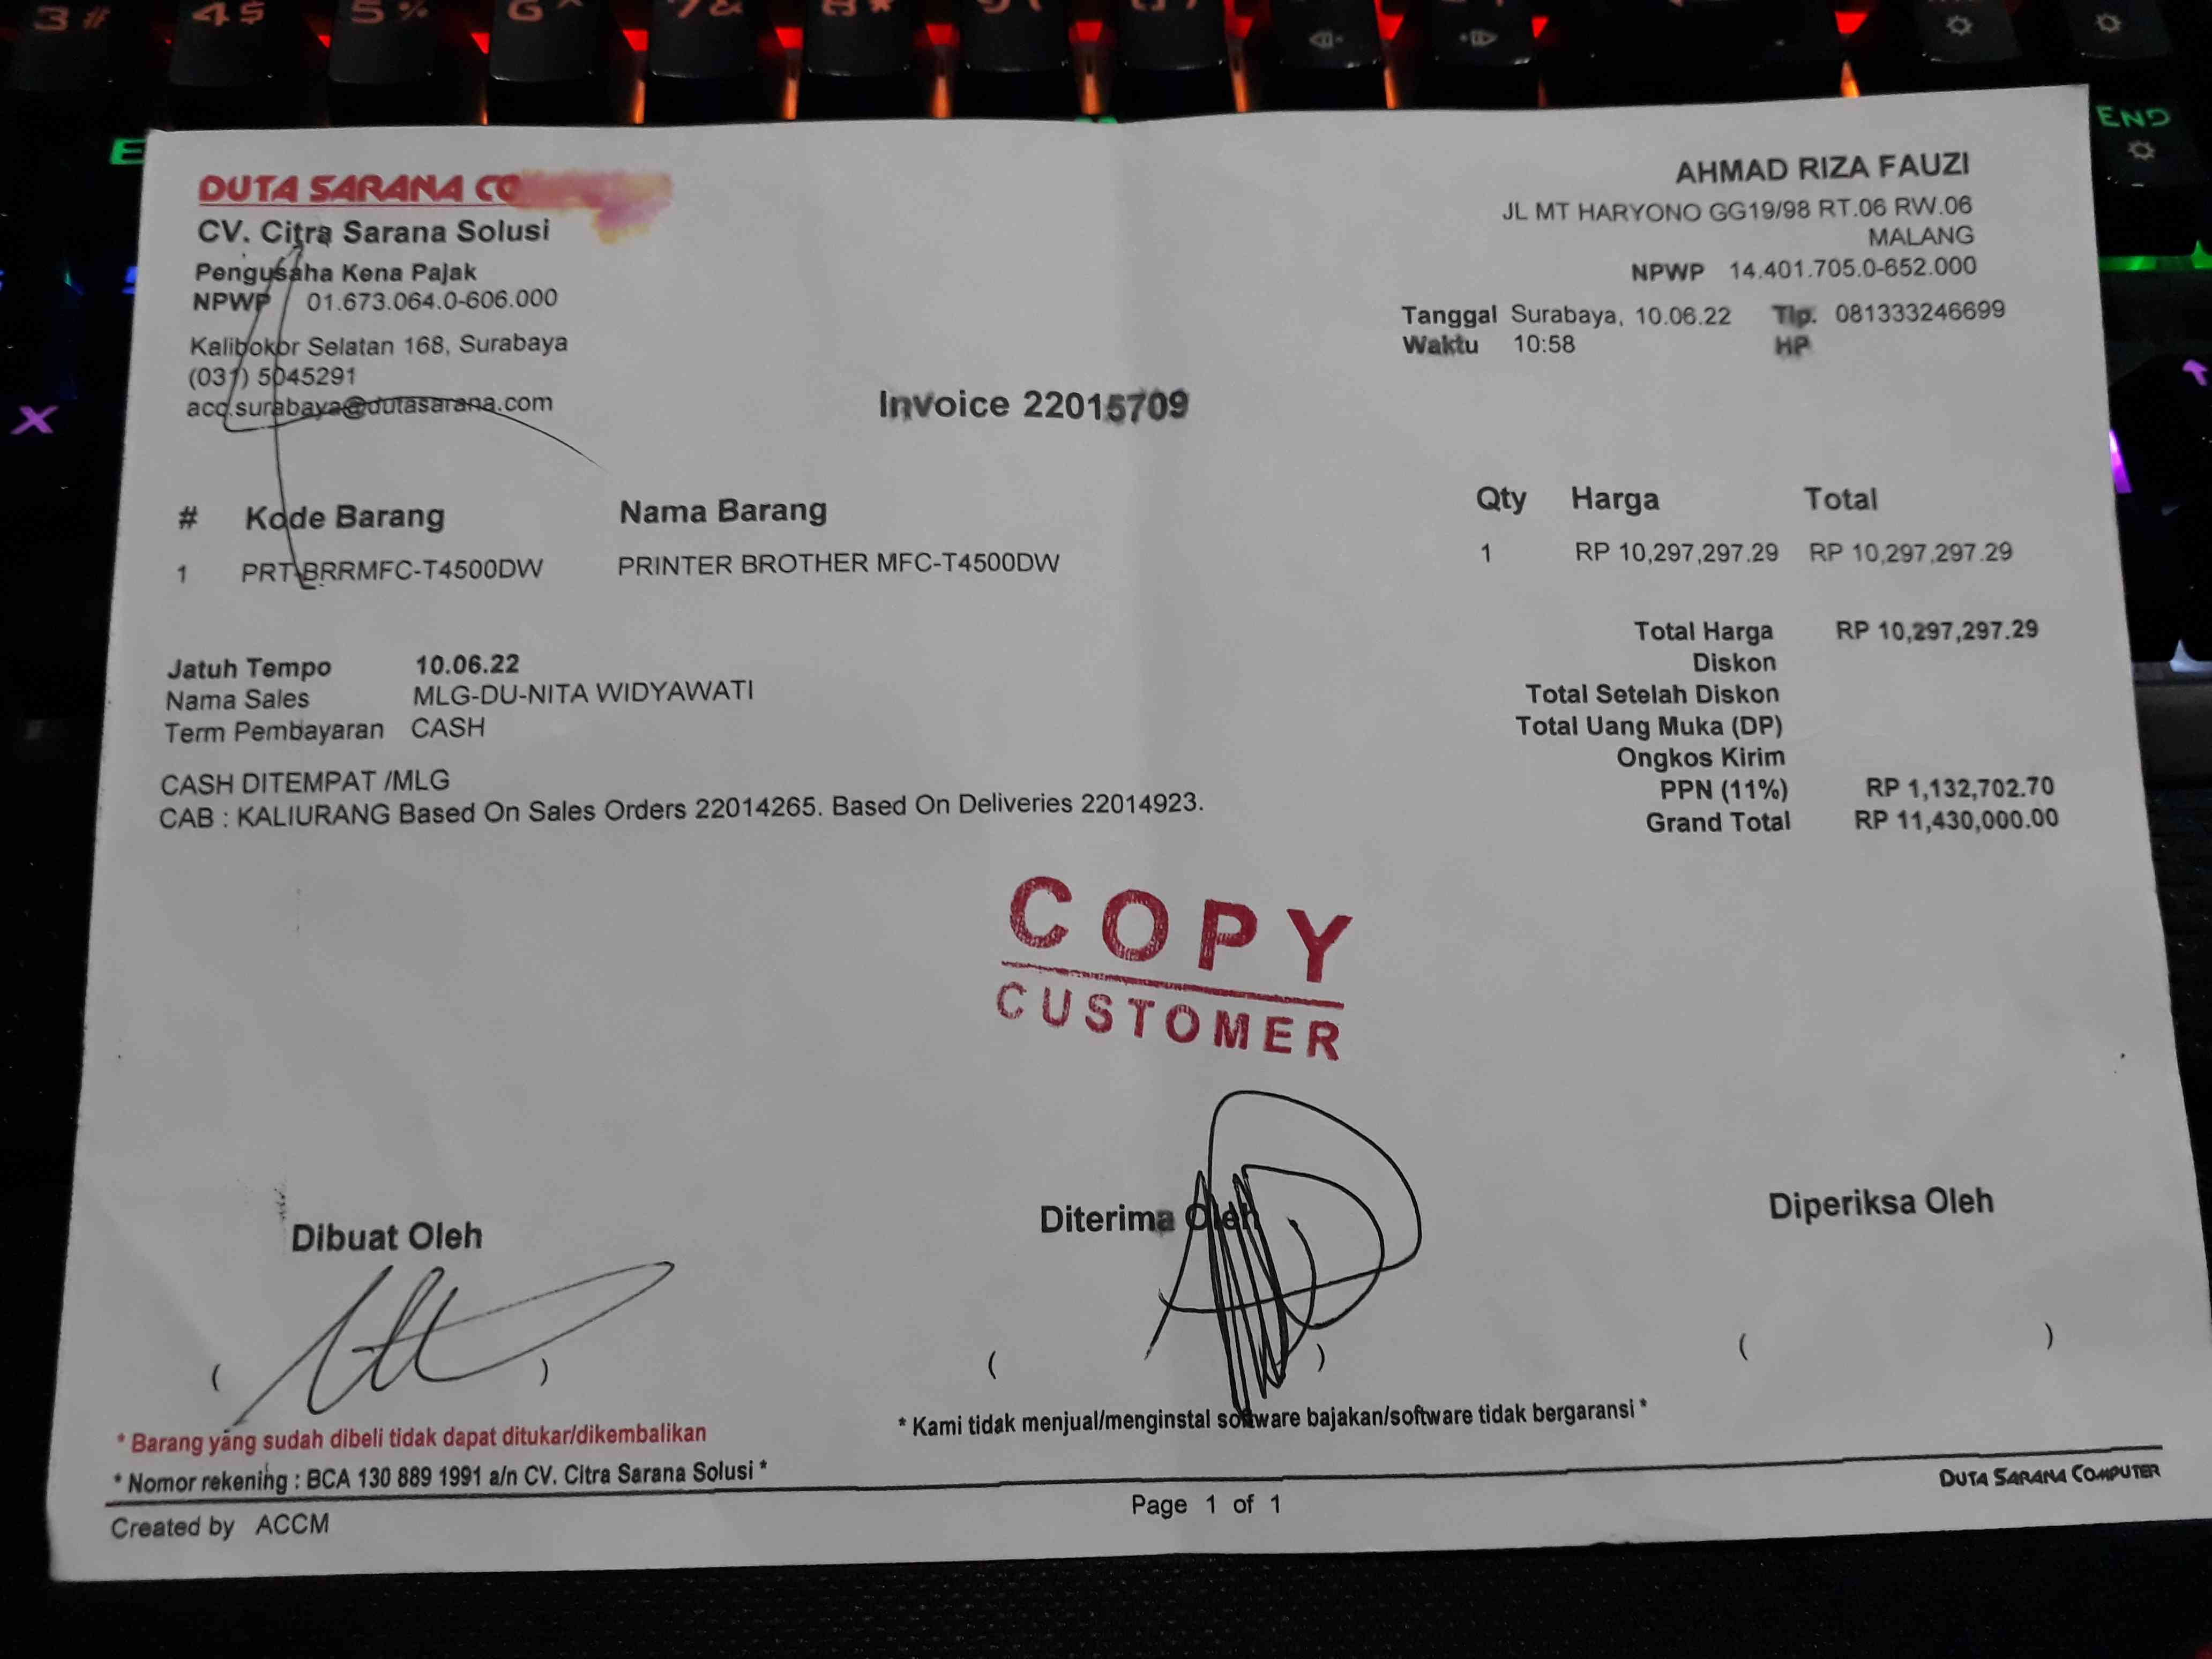 3 # 4 $ 5 % 6 ^ 7 &
END
DUTA SARANA
CV. Citra Sarana Solusi
Pengusaha Kena Pajak
NPWP 01.673.064.0-606.000
Kalibokor Selatan 168, Surabaya
(031) 5045291
acc.surabaya@dutasarana.com
AHMAD RIZA FAUZI
JL MT HARYONO GG19/98 RT.06 RW.06
MALANG
NPWP 14.401.705.0-652.000
Tanggal Surabaya, 10.06.22 Tlp. 081333246699
Waktu 10:58 HP
Invoice 22015709
# Kode Barang Nama Barang Qty Harga Total
1 PRT-BRRMFC-T4500DW PRINTER BROTHER MFC-T4500DW 1 RP 10,297,297.29 RP 10,297,297.29
Jatuh Tempo 10.06.22
Nama Sales MLG-DU-NITA WIDYAWATI
Term Pembayaran CASH
CASH DITEMPAT /MLG
CAB : KALIURANG Based On Sales Orders 22014265. Based On Deliveries 22014923.
Total Harga RP 10,297,297.29
Diskon
Total Setelah Diskon
Total Uang Muka (DP)
Ongkos Kirim
PPN (11%) RP 1,132,702.70
Grand Total RP 11,430,000.00
COPY
CUSTOMER
Dibuat Oleh Diterima Oleh Diperiksa Oleh
( ) ( ) ( )
* Barang yang sudah dibeli tidak dapat ditukar/dikembalikan
* Kami tidak menjual/menginstal software bajakan/software tidak bergaransi *
* Nomor rekening : BCA 130 889 1991 a/n CV. Citra Sarana Solusi *
DUTA SARANA COMPUTER
Created by ACCM
Page 1 of 1